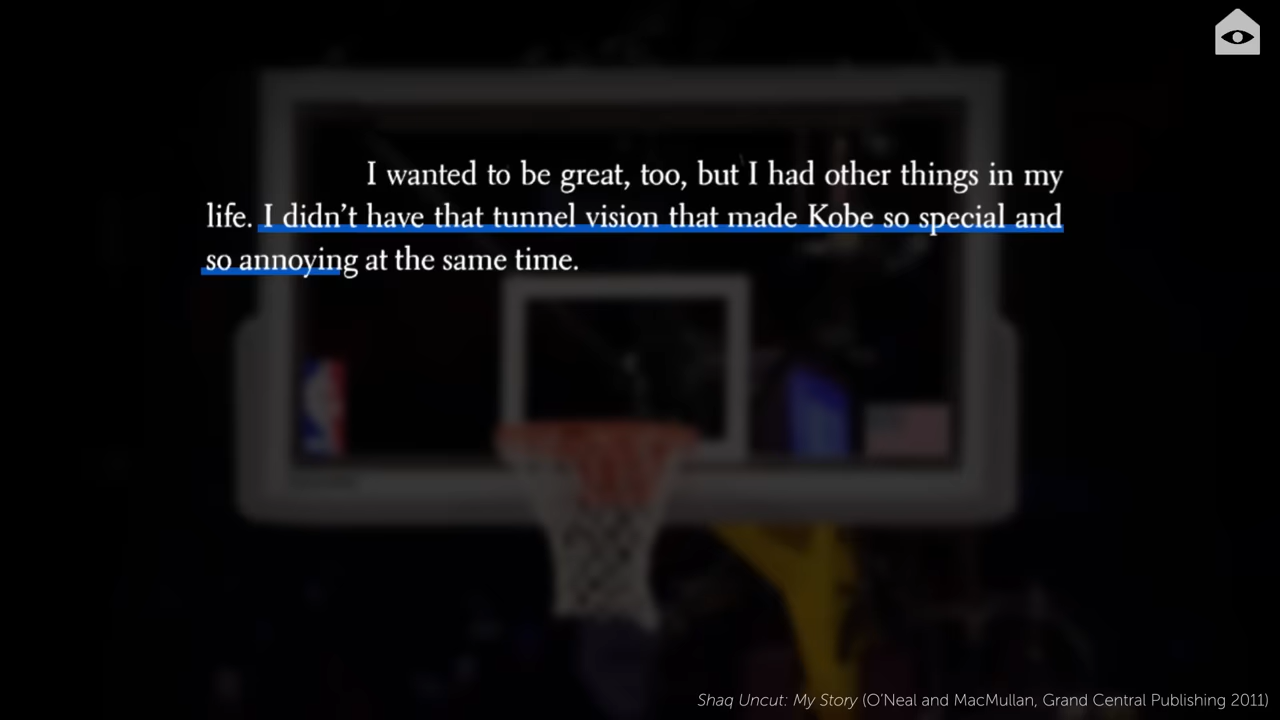 I wanted to be great, too, but I had other things in my
life. I didn’t have that tunnel vision that made Kobe so special and
so annoying at the same time.
Shaq Uncut: My Story (O’Neal and MacMullan, Grand Central Publishing 2011)